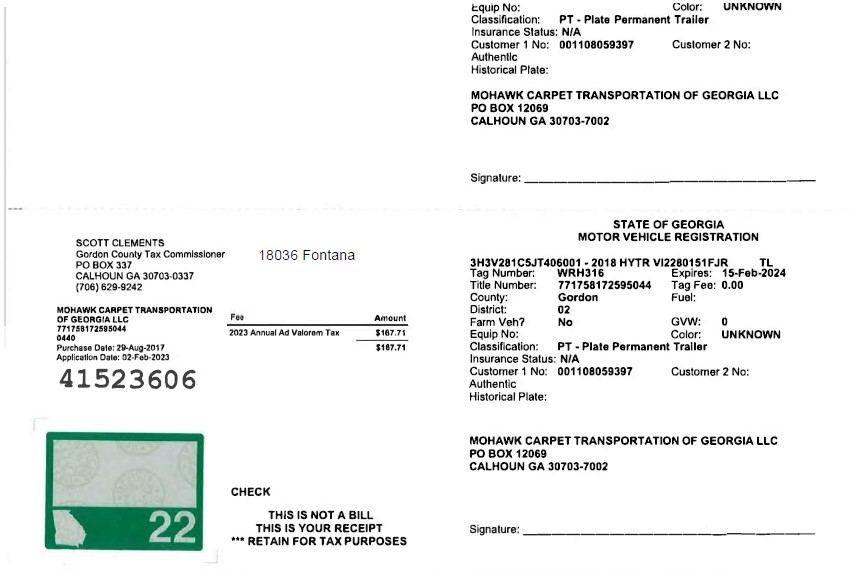 Equip No: Color: UNKNOWN
Classification: PT - Plate Permanent Trailer
Insurance Status: N/A
Customer 1 No: 001108059397 Customer 2 No:
Authentic
Historical Plate:
MOHAWK CARPET TRANSPORTATION OF GEORGIA LLC
PO BOX 12069
CALHOUN GA 30703-7002
Signature:
SCOTT CLEMENTS
Gordon County Tax Commissioner
PO BOX 337
CALHOUN GA 30703-0337
(706) 629-9242
18036 Fontana
MOHAWK CARPET TRANSPORTATION
OF GEORGIA LLC
771758172595044
0440
Purchase Date: 29-Aug-2017
Application Date: 02-Feb-2023
41523606
Fee Amount
2023 Annual Ad Valorem Tax $167.71
$167.71
22
CHECK
THIS IS NOT A BILL
THIS IS YOUR RECEIPT
*** RETAIN FOR TAX PURPOSES
STATE OF GEORGIA
MOTOR VEHICLE REGISTRATION
3H3V281C5JT406001 - 2018 HYTR VI2280151FJR TL
Tag Number: WRH316 Expires: 15-Feb-2024
Title Number: 771758172595044 Tag Fee: 0.00
County: Gordon Fuel:
District: 02
Farm Veh? No GVW: 0
Equip No: Color: UNKNOWN
Classification: PT - Plate Permanent Trailer
Insurance Status: N/A
Customer 1 No: 001108059397 Customer 2 No:
Authentic
Historical Plate:
MOHAWK CARPET TRANSPORTATION OF GEORGIA LLC
PO BOX 12069
CALHOUN GA 30703-7002
Signature: